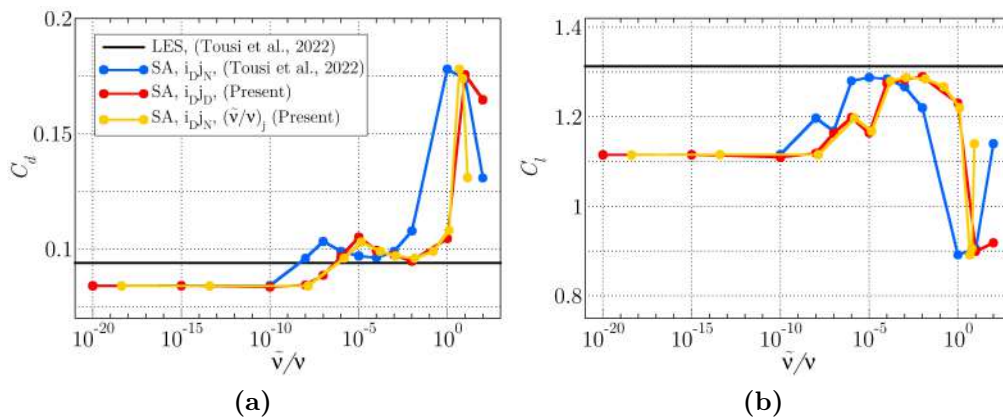 0.2
0.15
0.1
C_d
LES, (Tousi et al., 2022)
SA, i_D j_N, (Tousi et al., 2022)
SA, i_D j_D, (Present)
SA, i_D j_N, (ṽ/ν)_j (Present)
10^-20 10^-15 10^-10 10^-5 10^0
ṽ/ν
(a)
1.4
1.2
1
0.8
C_l
10^-20 10^-15 10^-10 10^-5 10^0
ṽ/ν
(b)